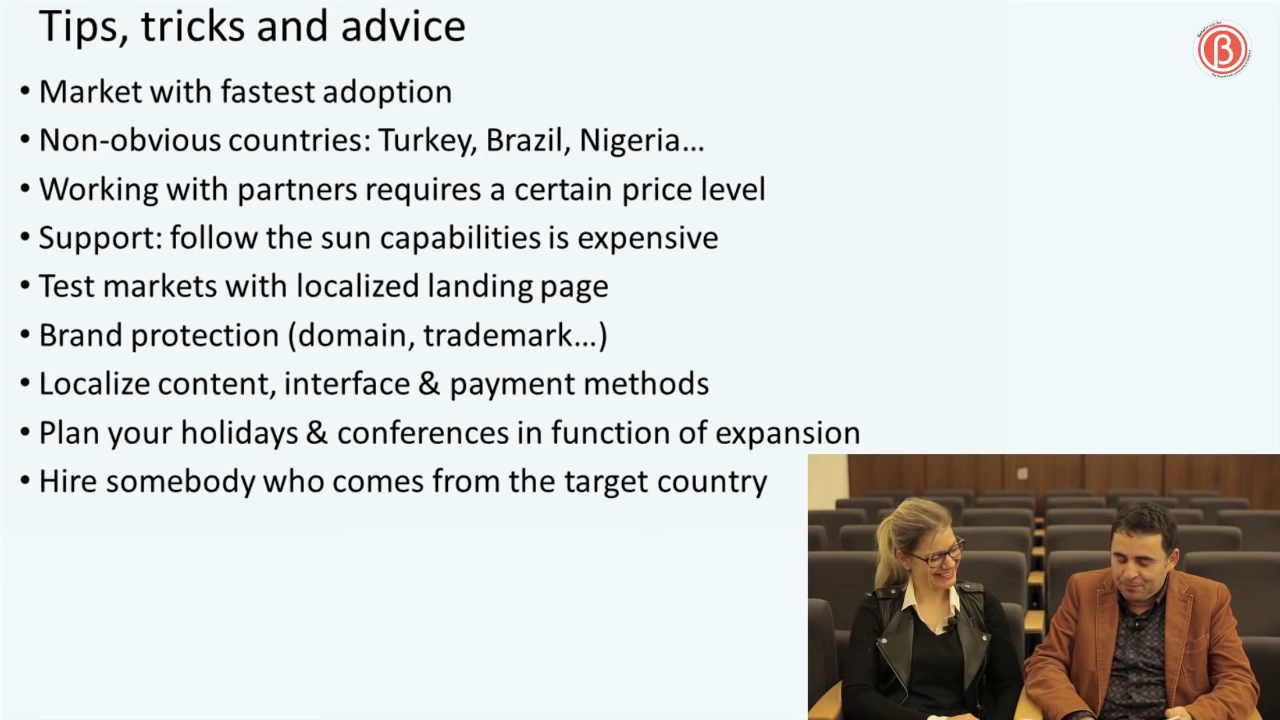 Tips, tricks and advice
• Market with fastest adoption
• Non-obvious countries: Turkey, Brazil, Nigeria...
• Working with partners requires a certain price level
• Support: follow the sun capabilities is expensive
• Test markets with localized landing page
• Brand protection (domain, trademark...)
• Localize content, interface & payment methods
• Plan your holidays & conferences in function of expansion
• Hire somebody who comes from the target country
β